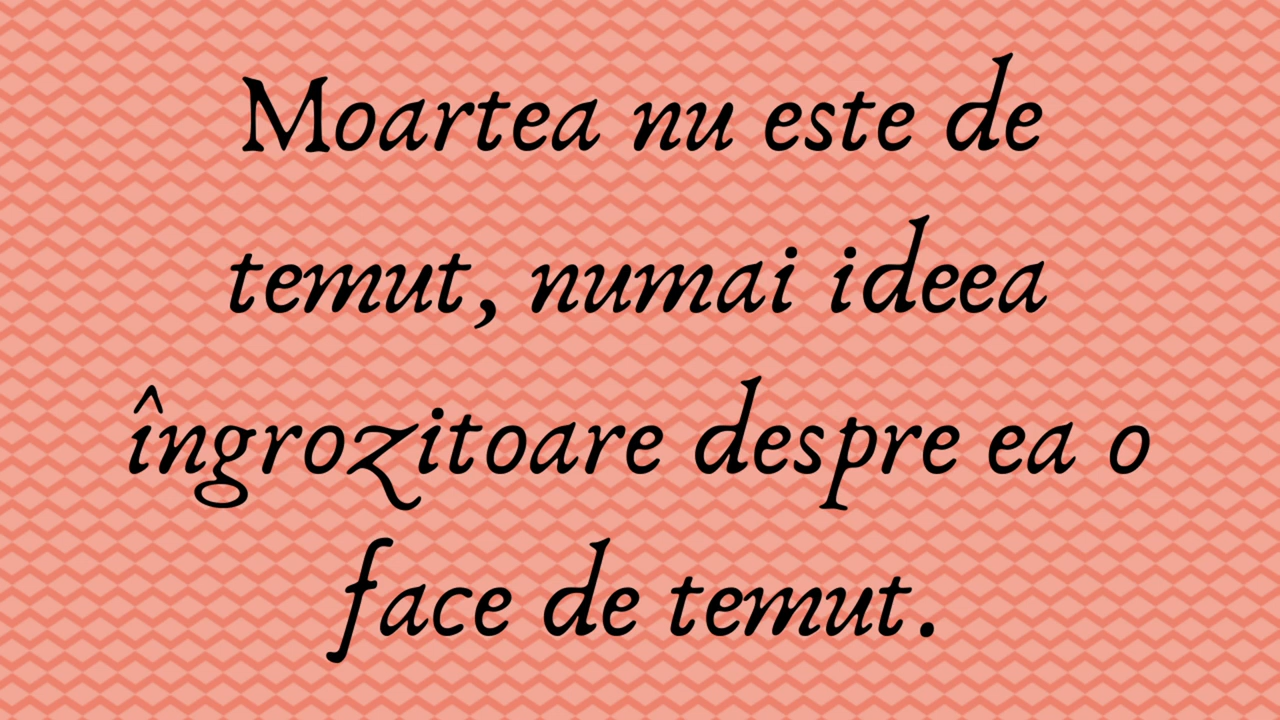 Moartea nu este de
temut, numai ideea
îngrozitoare despre ea o
face de temut.